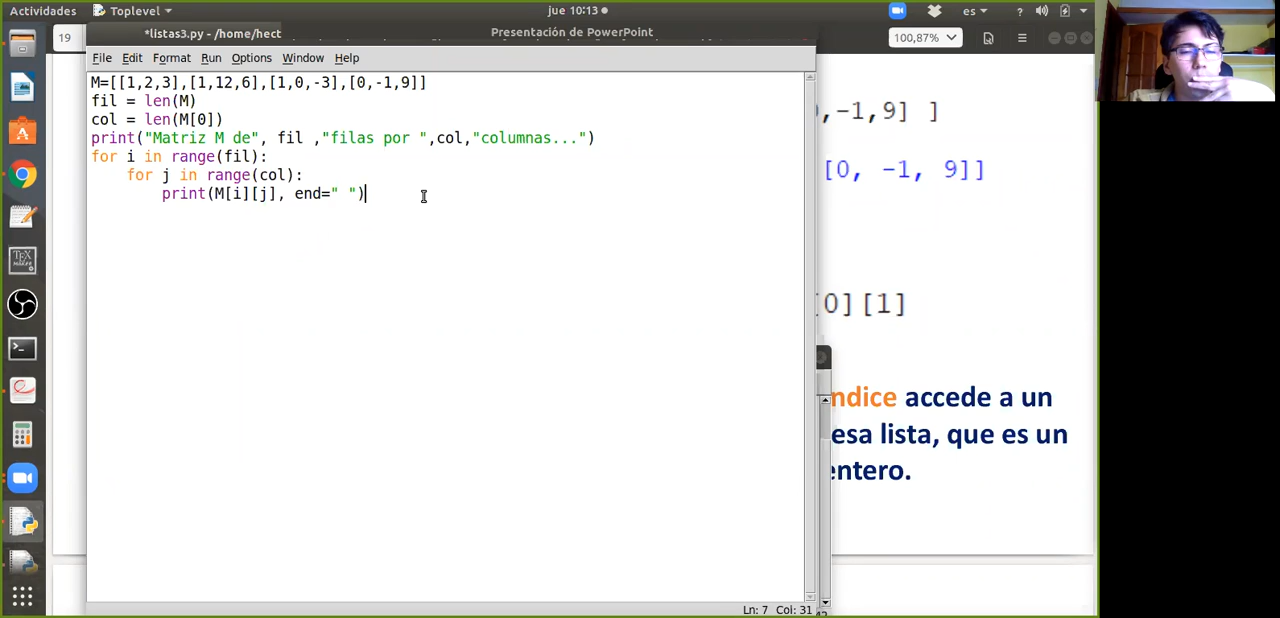 Actividades
Toplevel
jue 10:13
es
?
*listas3.py - /home/hect
Presentación de PowerPoint
19
100,87%
File Edit Format Run Options Window Help
M=[[1,2,3],[1,12,6],[1,0,-3],[0,-1,9]]
fil = len(M)
col = len(M[0])
print("Matriz M de", fil ,"filas por ",col,"columnas...")
for i in range(fil):
    for j in range(col):
        print(M[i][j], end=" ")
,-1,9] ]
[0, -1, 9]]
[0][1]
ndice accede a un
esa lista, que es un
entero.
TEX
MAKER
Ln: 7 Col: 31